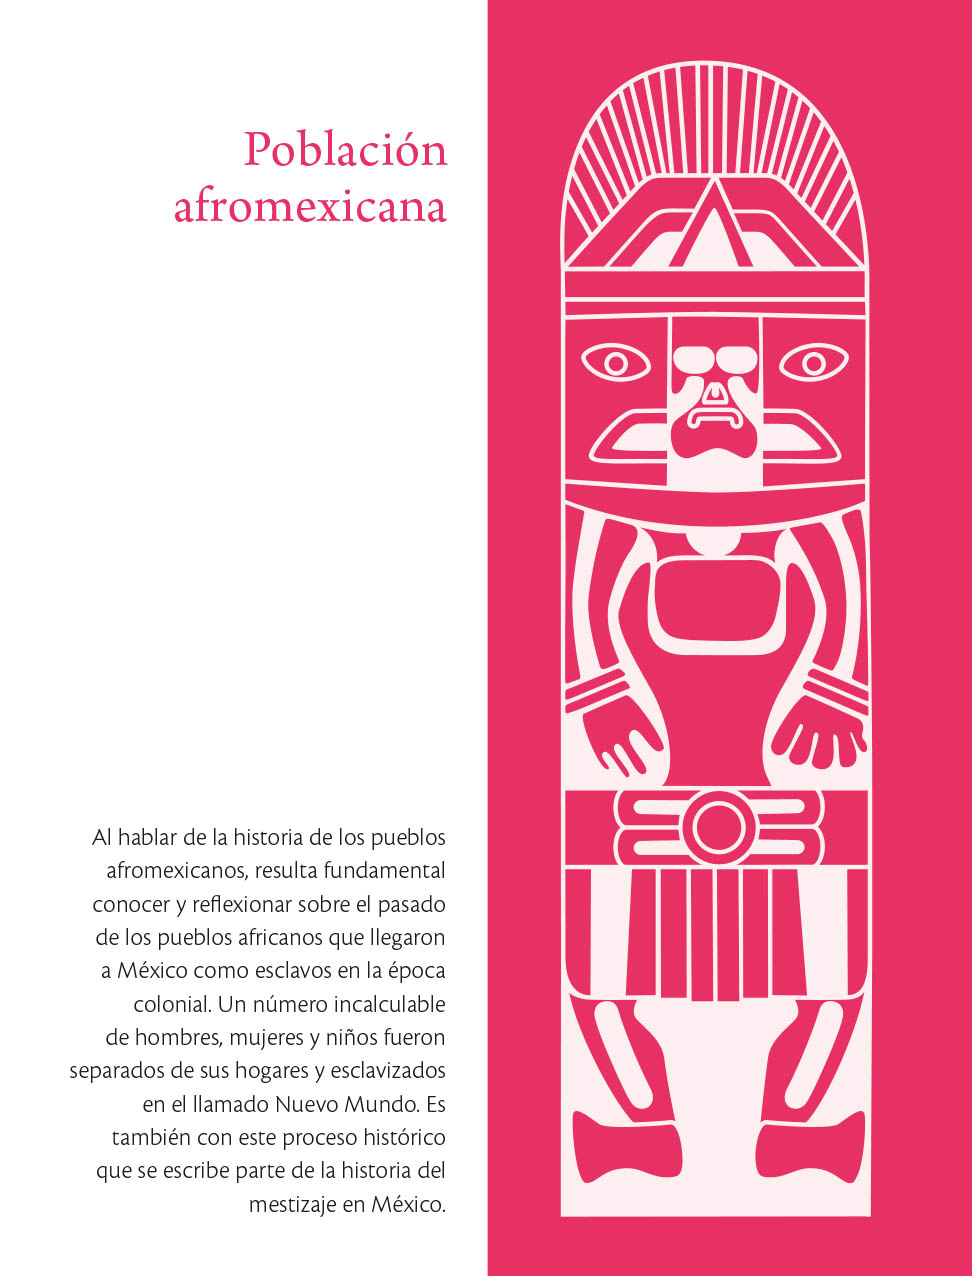 Población
afromexicana
Al hablar de la historia de los pueblos
afromexicanos, resulta fundamental
conocer y reflexionar sobre el pasado
de los pueblos africanos que llegaron
a México como esclavos en la época
colonial. Un número incalculable
de hombres, mujeres y niños fueron
separados de sus hogares y esclavizados
en el llamado Nuevo Mundo. Es
también con este proceso histórico
que se escribe parte de la historia del
mestizaje en México.